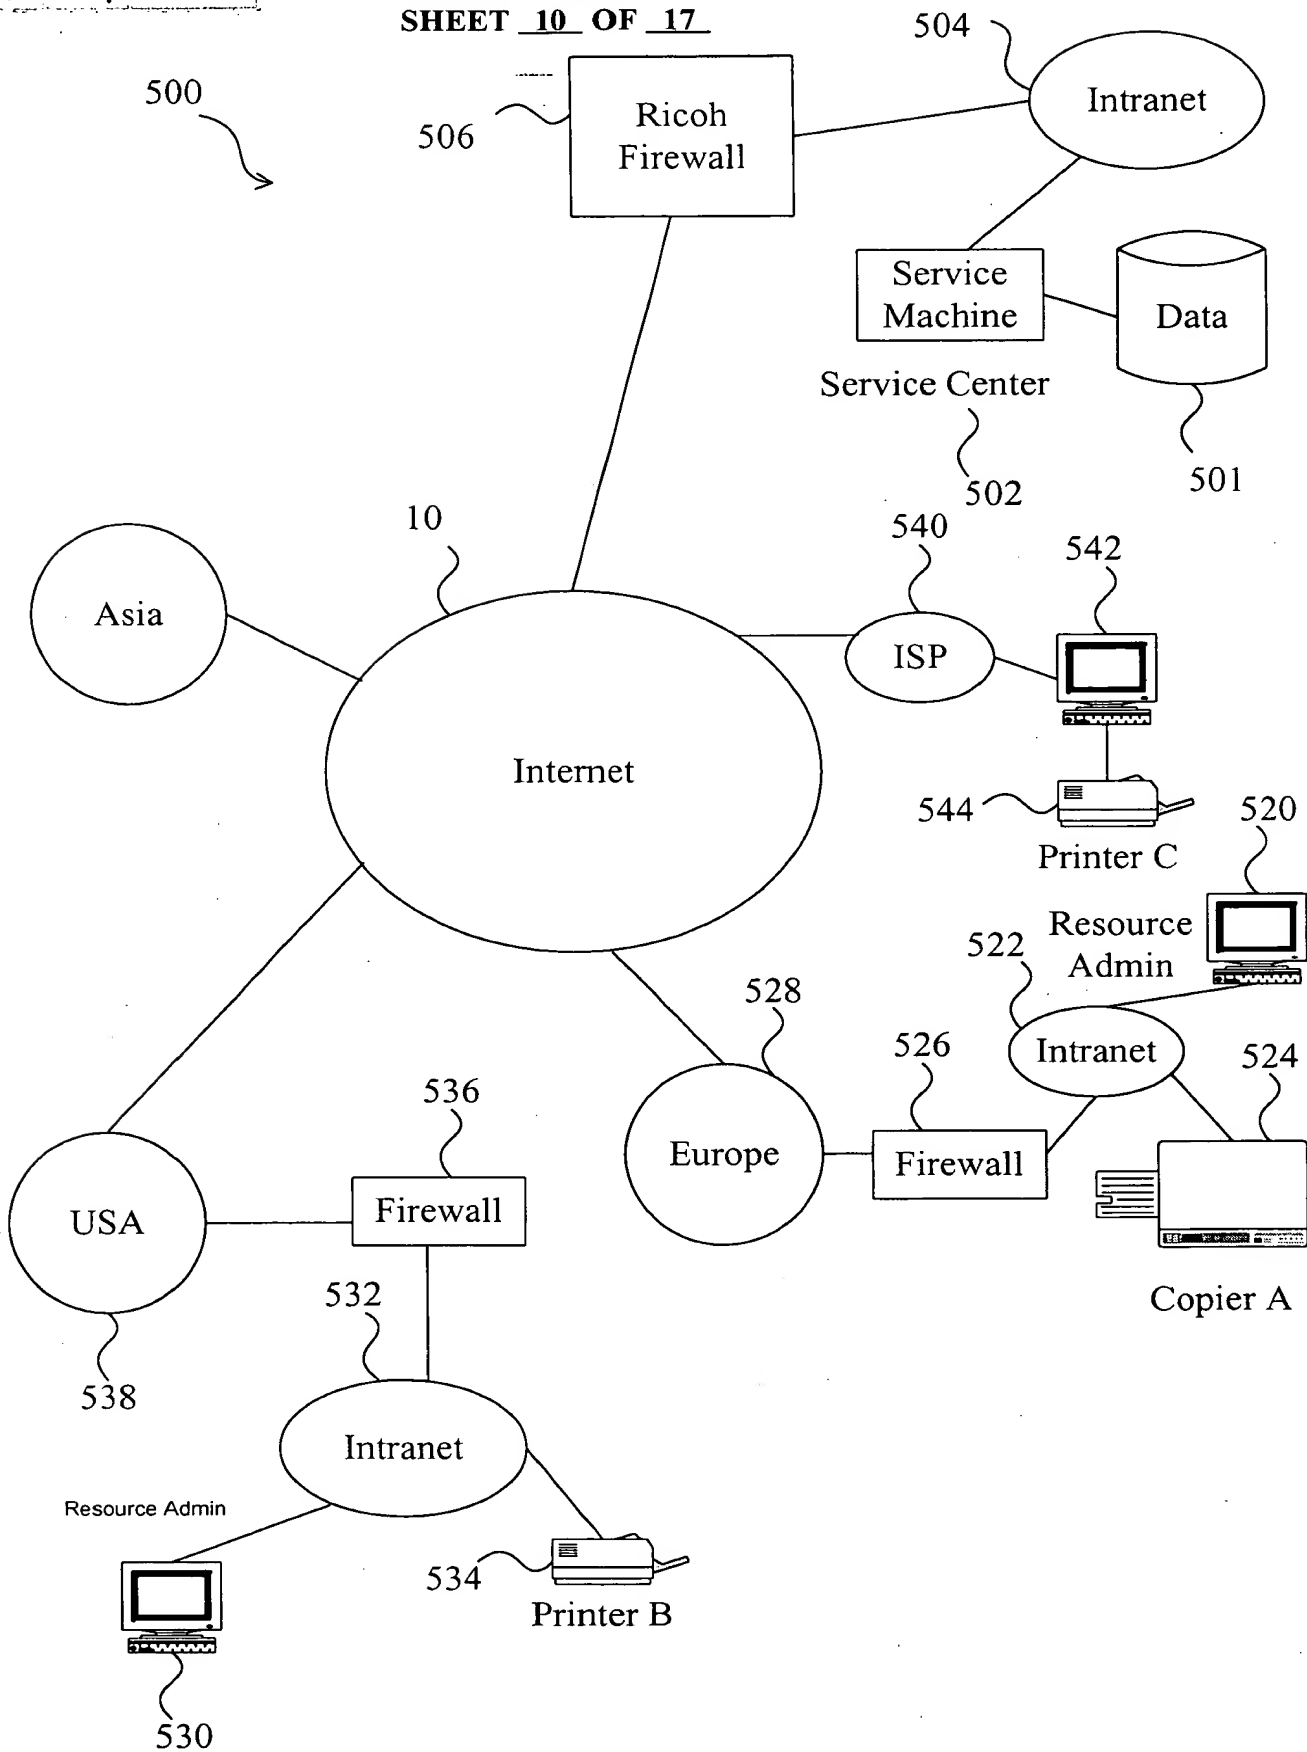 SHEET 10 OF 17
504
500
Intranet
506
Ricoh
Firewall
Service
Machine
Data
Service Center
502
501
10
540
542
Asia
ISP
Internet
544
520
Printer C
Resource
Admin
522
528
526
Intranet
524
536
Europe
Firewall
USA
Firewall
532
Copier A
538
Intranet
Resource Admin
534
Printer B
530